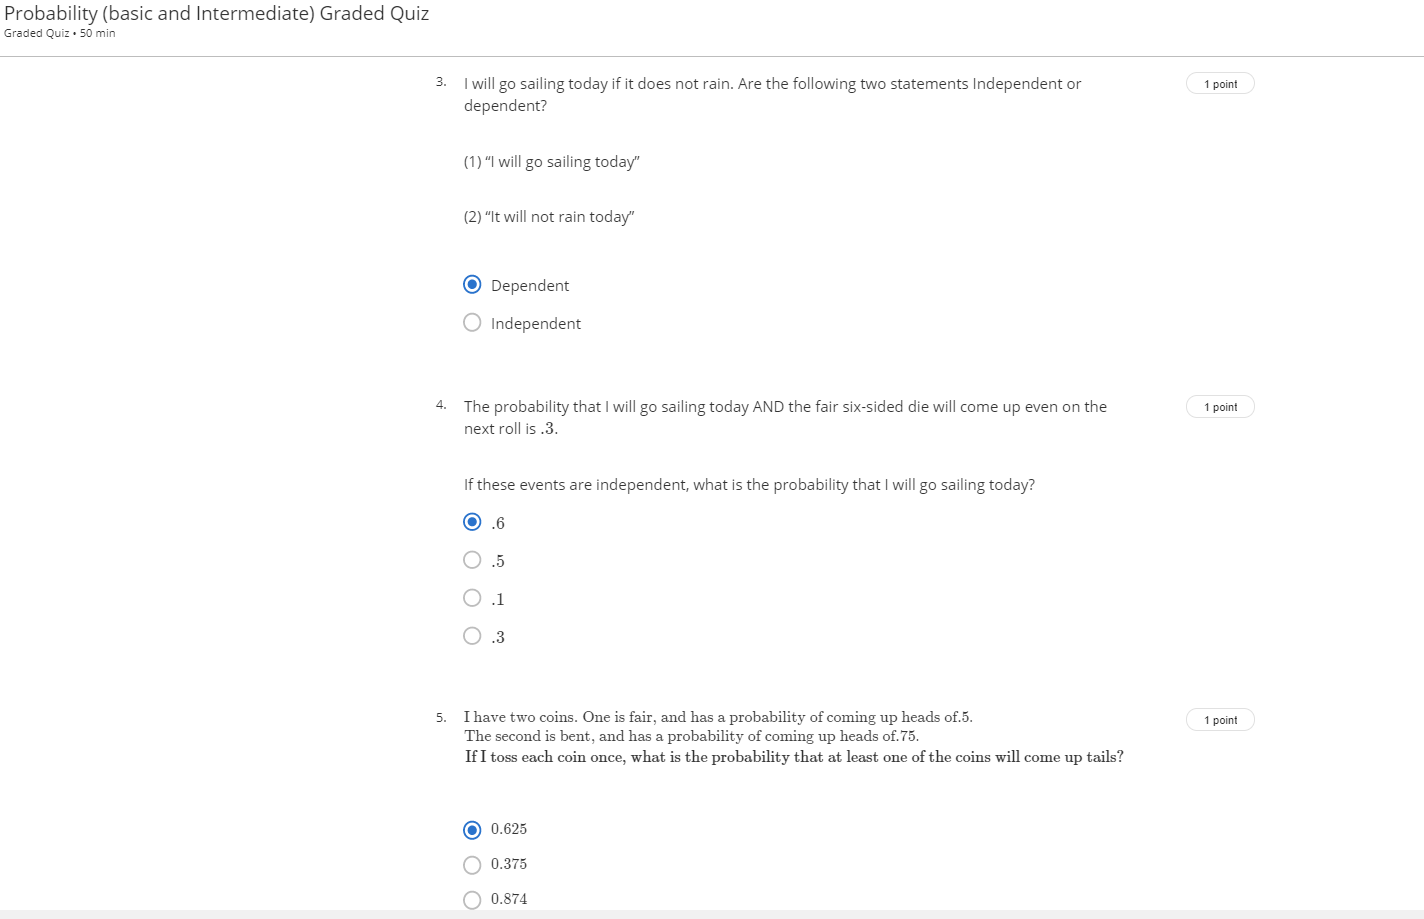 Probability (basic and Intermediate) Graded Quiz
Graded Quiz • 50 min
3. I will go sailing today if it does not rain. Are the following two statements Independent or
dependent?
1 point
(1) “I will go sailing today”
(2) “It will not rain today”
Dependent
Independent
4. The probability that I will go sailing today AND the fair six-sided die will come up even on the
next roll is .3.
1 point
If these events are independent, what is the probability that I will go sailing today?
.6
.5
.1
.3
5. I have two coins. One is fair, and has a probability of coming up heads of.5.
The second is bent, and has a probability of coming up heads of.75.
If I toss each coin once, what is the probability that at least one of the coins will come up tails?
1 point
0.625
0.375
0.874